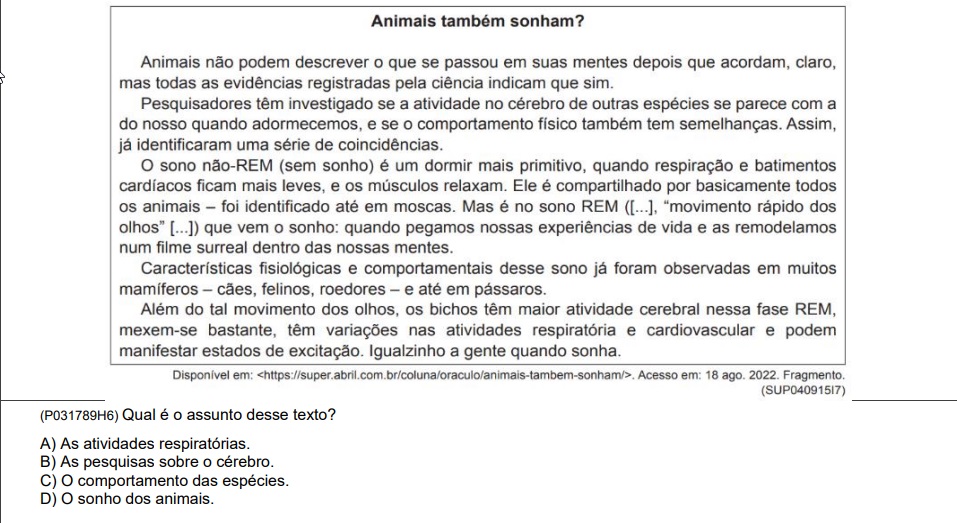 Animais também sonham?
Animais não podem descrever o que se passou em suas mentes depois que acordam, claro,
mas todas as evidências registradas pela ciência indicam que sim.
Pesquisadores têm investigado se a atividade no cérebro de outras espécies se parece com a
do nosso quando adormecemos, e se o comportamento físico também tem semelhanças. Assim,
já identificaram uma série de coincidências.
O sono não-REM (sem sonho) é um dormir mais primitivo, quando respiração e batimentos
cardíacos ficam mais leves, e os músculos relaxam. Ele é compartilhado por basicamente todos
os animais – foi identificado até em moscas. Mas é no sono REM ([...], “movimento rápido dos
olhos” [...]) que vem o sonho: quando pegamos nossas experiências de vida e as remodelamos
num filme surreal dentro das nossas mentes.
Características fisiológicas e comportamentais desse sono já foram observadas em muitos
mamíferos – cães, felinos, roedores – e até em pássaros.
Além do tal movimento dos olhos, os bichos têm maior atividade cerebral nessa fase REM,
mexem-se bastante, têm variações nas atividades respiratória e cardiovascular e podem
manifestar estados de excitação. Igualzinho a gente quando sonha.
Disponível em: <https://super.abril.com.br/coluna/oraculo/animais-tambem-sonham/>. Acesso em: 18 ago. 2022. Fragmento.
(SUP040915I7)
(P031789H6) Qual é o assunto desse texto?
A) As atividades respiratórias.
B) As pesquisas sobre o cérebro.
C) O comportamento das espécies.
D) O sonho dos animais.